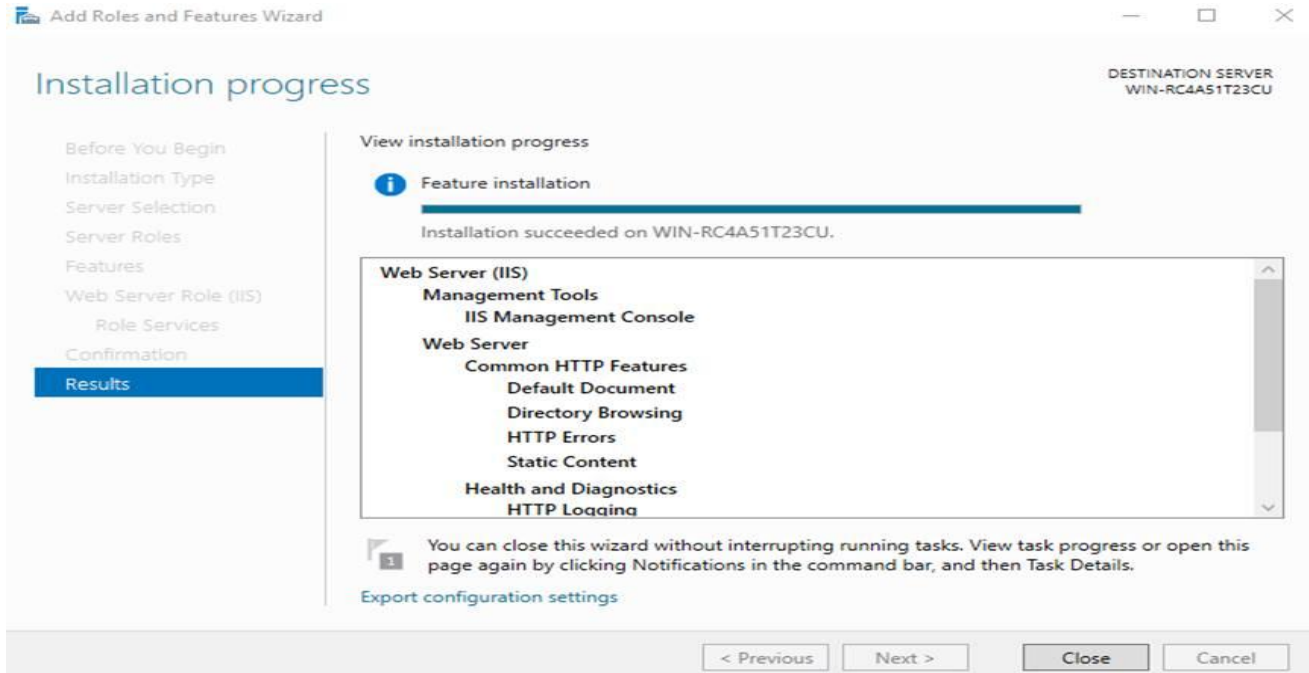 Add Roles and Features Wizard
Installation progress
DESTINATION SERVER
WIN-RC4A51T23CU
Before You Begin
Installation Type
Server Selection
Server Roles
Features
Web Server Role (IIS)
Role Services
Confirmation
Results
View installation progress
Feature installation
Installation succeeded on WIN-RC4A51T23CU.
Web Server (IIS)
Management Tools
IIS Management Console
Web Server
Common HTTP Features
Default Document
Directory Browsing
HTTP Errors
Static Content
Health and Diagnostics
HTTP Logging
1
You can close this wizard without interrupting running tasks. View task progress or open this
page again by clicking Notifications in the command bar, and then Task Details.
Export configuration settings
< Previous
Next >
Close
Cancel